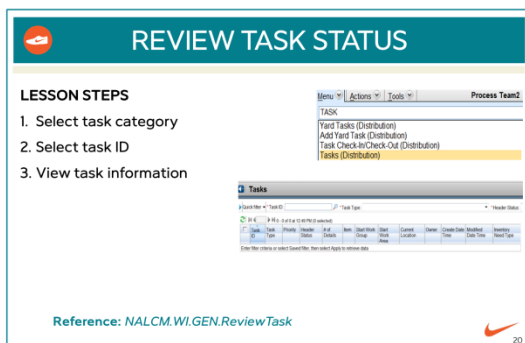 REVIEW TASK STATUS
LESSON STEPS
1. Select task category
2. Select task ID
3. View task information
Menu Actions Tools Process Team2
TASK
Yard Tasks (Distribution)
Add Yard Task (Distribution)
Task Check-In/Check-Out (Distribution)
Tasks (Distribution)
Tasks
Quick filter Task ID: Task Type: Header Status:
Task ID Task Type Priority Header Status # of Details Item Start Work Group Start Work Area Current Location Owner Create Date Time Modified Date Time Inventory Need Type
Enter filter criteria or select Saved filter, then select Apply to retrieve data
Reference: NALCM.WI.GEN.ReviewTask
20